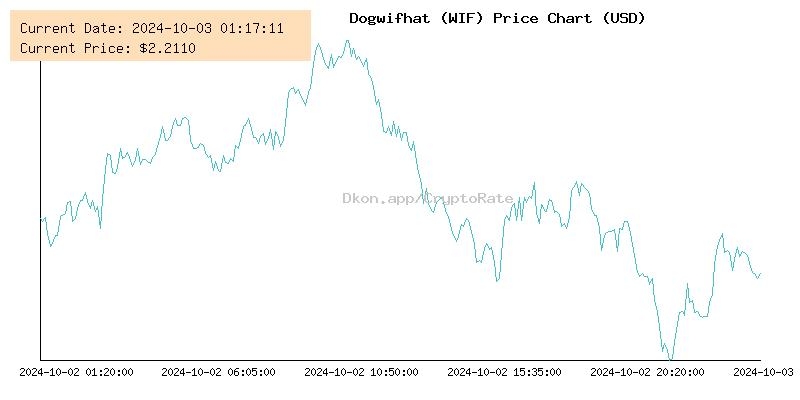 Dogwifhat (WIF) Price Chart (USD)
Current Date: 2024-10-03 01:17:11
Current Price: $2.2110
Dkon.app/CryptoRate
2024-10-02 01:20:00 2024-10-02 06:05:00 2024-10-02 10:50:00 2024-10-02 15:35:00 2024-10-02 20:20:00 2024-10-03